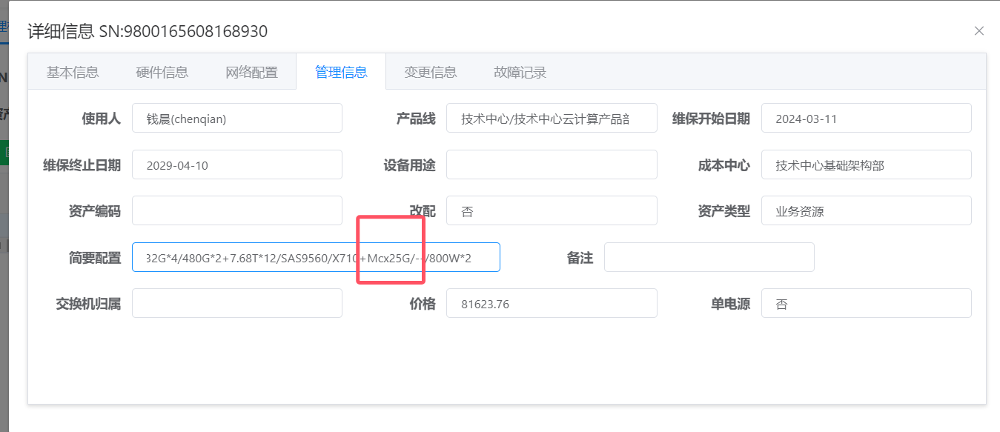 详细信息 SN:9800165608168930
基本信息 硬件信息 网络配置 管理信息 变更信息 故障记录
使用人 钱晨(chenqian) 产品线 技术中心/技术中心云计算产品部 维保开始日期 2024-03-11
维保终止日期 2029-04-10 设备用途 成本中心 技术中心基础架构部
资产编码 改配 否 资产类型 业务资源
简要配置 32G*4/480G*2+7.68T*12/SAS9560/X710+Mcx25G/--/800W*2 备注
交换机归属 价格 81623.76 单电源 否